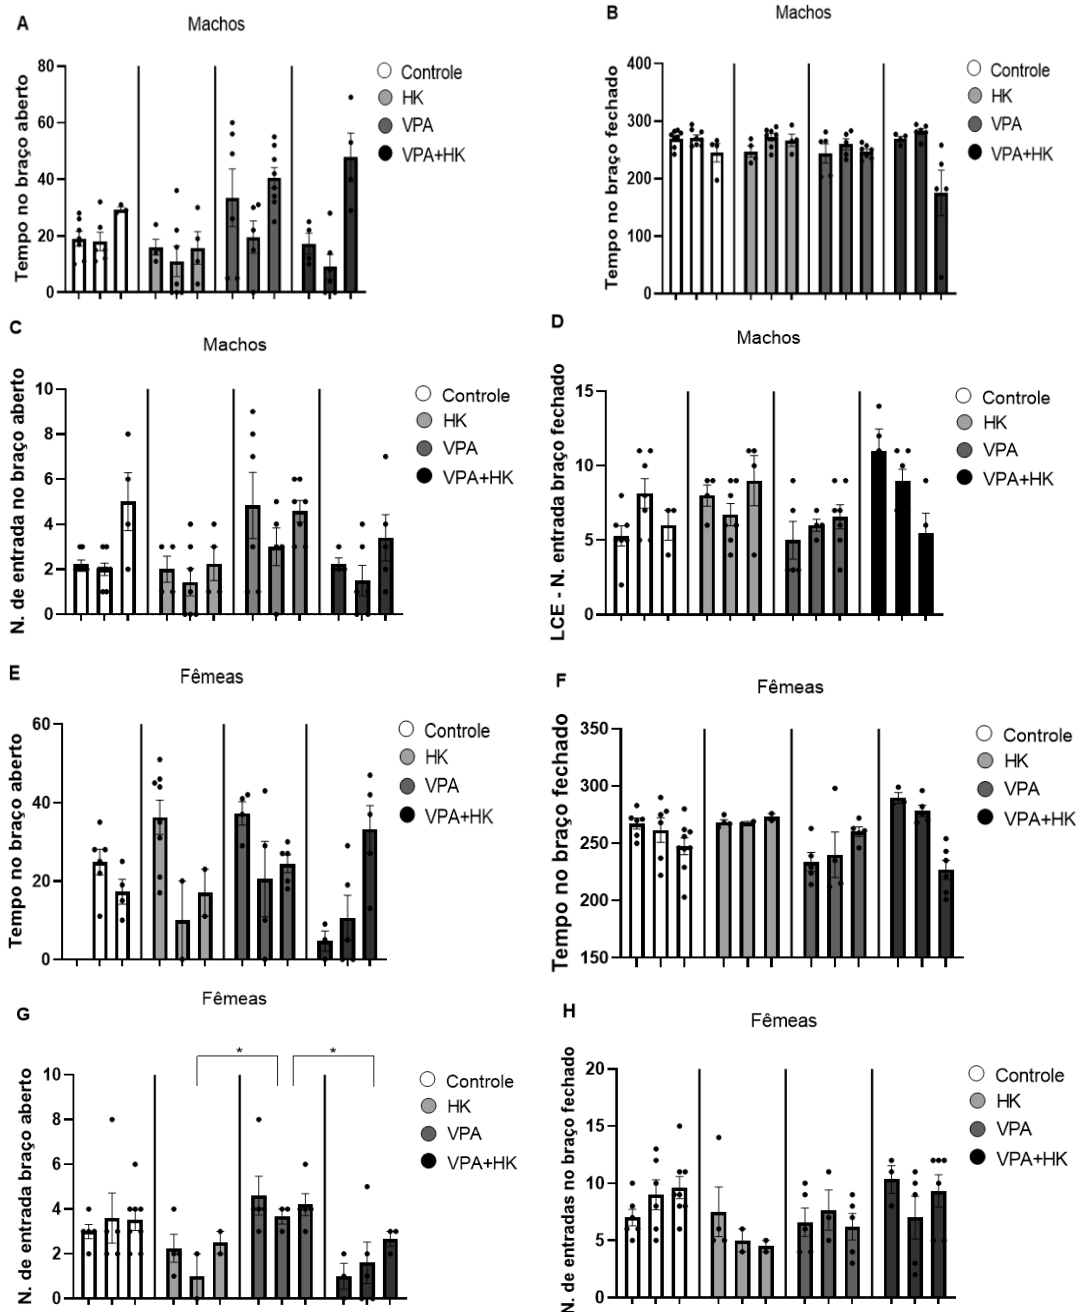 A
Machos
Tempo no braço aberto
80
60
40
20
0
Controle
HK
VPA
VPA+HK
B
Machos
Tempo no braço fechado
400
300
200
100
0
Controle
HK
VPA
VPA+HK
C
Machos
N. de entrada no braço aberto
10
8
6
4
2
0
Controle
HK
VPA
VPA+HK
D
Machos
LCE - N. entrada braço fechado
15
10
5
0
Controle
HK
VPA
VPA+HK
E
Fêmeas
Tempo no braço aberto
60
40
20
0
Controle
HK
VPA
VPA+HK
F
Fêmeas
Tempo no braço fechado
350
300
250
200
150
Controle
HK
VPA
VPA+HK
G
Fêmeas
N. de entrada braço aberto
10
8
6
4
2
0
*
*
Controle
HK
VPA
VPA+HK
H
Fêmeas
N. de entradas no braço fechado
20
15
10
5
0
Controle
HK
VPA
VPA+HK